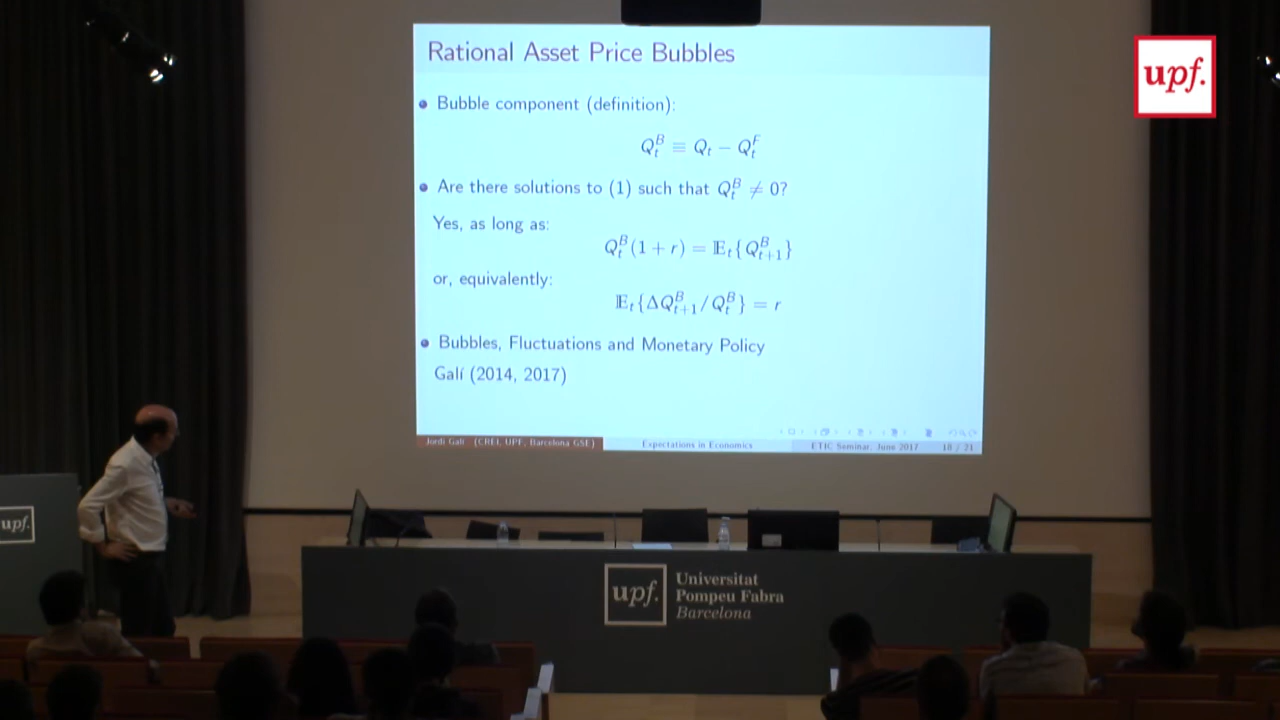 Rational Asset Price Bubbles
Bubble component (definition):
Q_t^B ≡ Q_t − Q_t^F
Are there solutions to (1) such that Q_t^B ≠ 0?
Yes, as long as:
Q_t^B(1 + r) = 𝔼_t{Q_{t+1}^B}
or, equivalently:
𝔼_t{ΔQ_{t+1}^B/Q_t^B} = r
Bubbles, Fluctuations and Monetary Policy
Galí (2014, 2017)
Jordi Galí (CREI, UPF, Barcelona GSE) Expectations in Economics ETIC Seminar, June 2017 18 / 21
upf.
upf.
upf.
Universitat
Pompeu Fabra
Barcelona